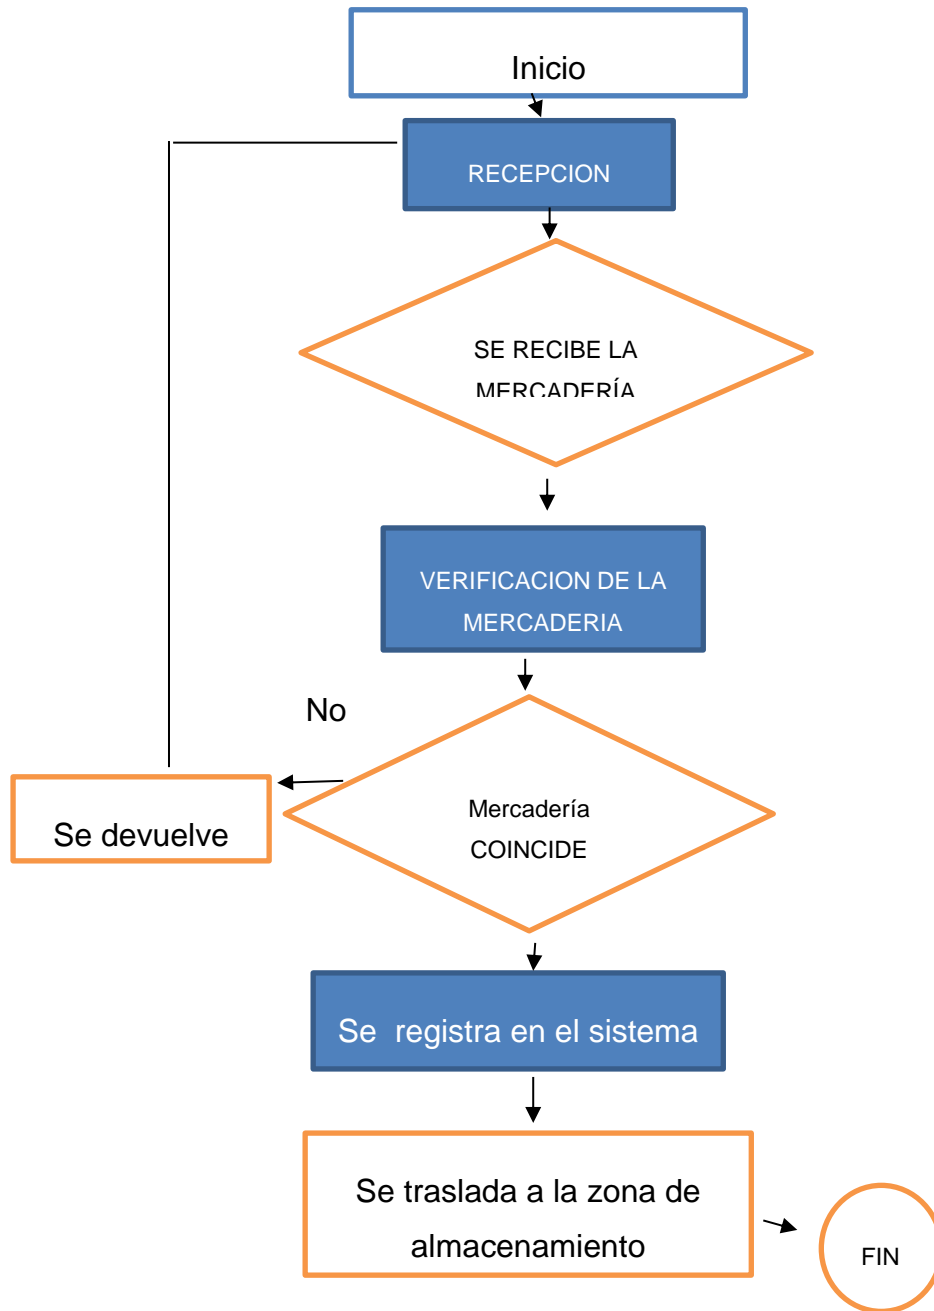 Inicio
RECEPCION
SE RECIBE LA
MERCADERÍA
VERIFICACION DE LA
MERCADERIA
No
Se devuelve
Mercadería
COINCIDE
Se registra en el sistema
Se traslada a la zona de
almacenamiento
FIN